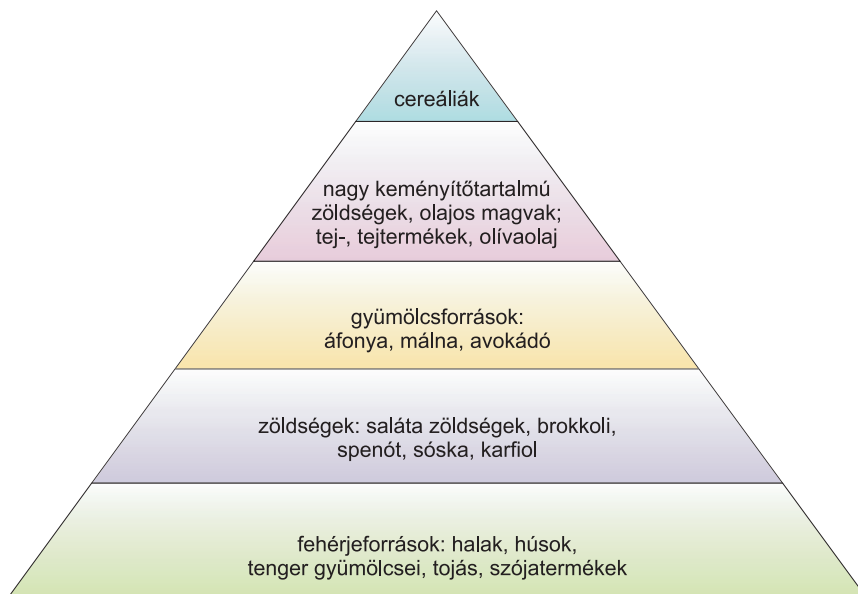 cereáliák
nagy keményítőtartalmú
zöldségek, olajos magvak;
tej-, tejtermékek, olívaolaj
gyümölcsforrások:
áfonya, málna, avokádó
zöldségek: saláta zöldségek, brokkoli,
spenót, sóska, karfiol
fehérjeforrások: halak, húsok,
tenger gyümölcsei, tojás, szójatermékek